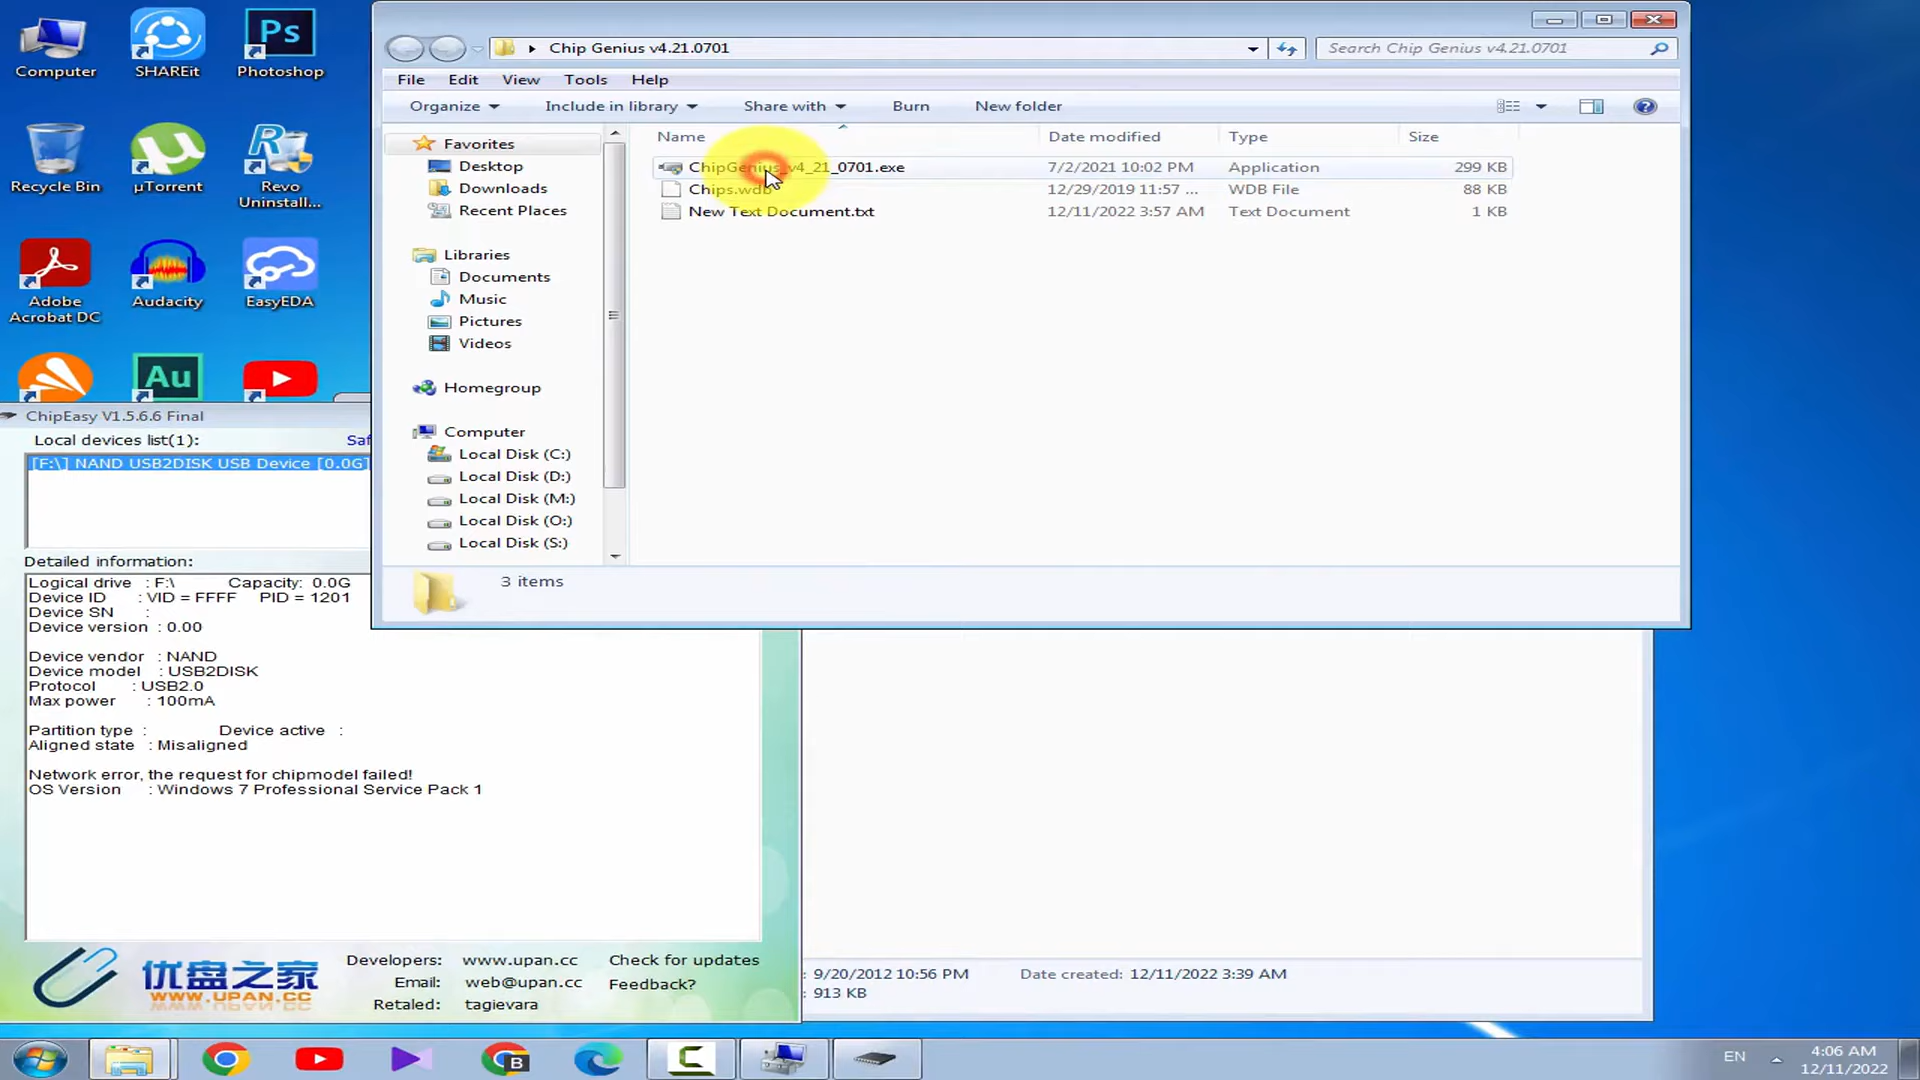 Computer
SHAREit
Ps
Photoshop
Recycle Bin
µTorrent
Revo
Uninstall...
Adobe
Acrobat DC
Audacity
EasyEDA
Au
Chip Genius v4.21.0701
Search Chip Genius v4.21.0701
File Edit View Tools Help
Organize Include in library Share with Burn New folder
Name Date modified Type Size
ChipGenius_v4_21_0701.exe 7/2/2021 10:02 PM Application 299 KB
Chips.wdb 12/29/2019 11:57 ... WDB File 88 KB
New Text Document.txt 12/11/2022 3:57 AM Text Document 1 KB
Favorites
Desktop
Downloads
Recent Places
Libraries
Documents
Music
Pictures
Videos
Homegroup
Computer
Local Disk (C:)
Local Disk (D:)
Local Disk (M:)
Local Disk (O:)
Local Disk (S:)
3 items
ChipEasy V1.5.6.6 Final
Local devices list(1): Saf
[F:\] NAND USB2DISK USB Device [0.0G]
Detailed information:
Logical drive : F:\ Capacity: 0.0G
Device ID : VID = FFFF PID = 1201
Device SN :
Device version : 0.00
Device vendor : NAND
Device model : USB2DISK
Protocol : USB2.0
Max power : 100mA
Partition type : Device active :
Aligned state : Misaligned
Network error, the request for chipmodel failed!
OS Version : Windows 7 Professional Service Pack 1
优盘之家
WWW.UPAN.CC
Developers: www.upan.cc Check for updates
Email: web@upan.cc Feedback?
Retaled: tagievara
: 9/20/2012 10:56 PM Date created: 12/11/2022 3:39 AM
: 913 KB
C
B
EN
4:06 AM
12/11/2022